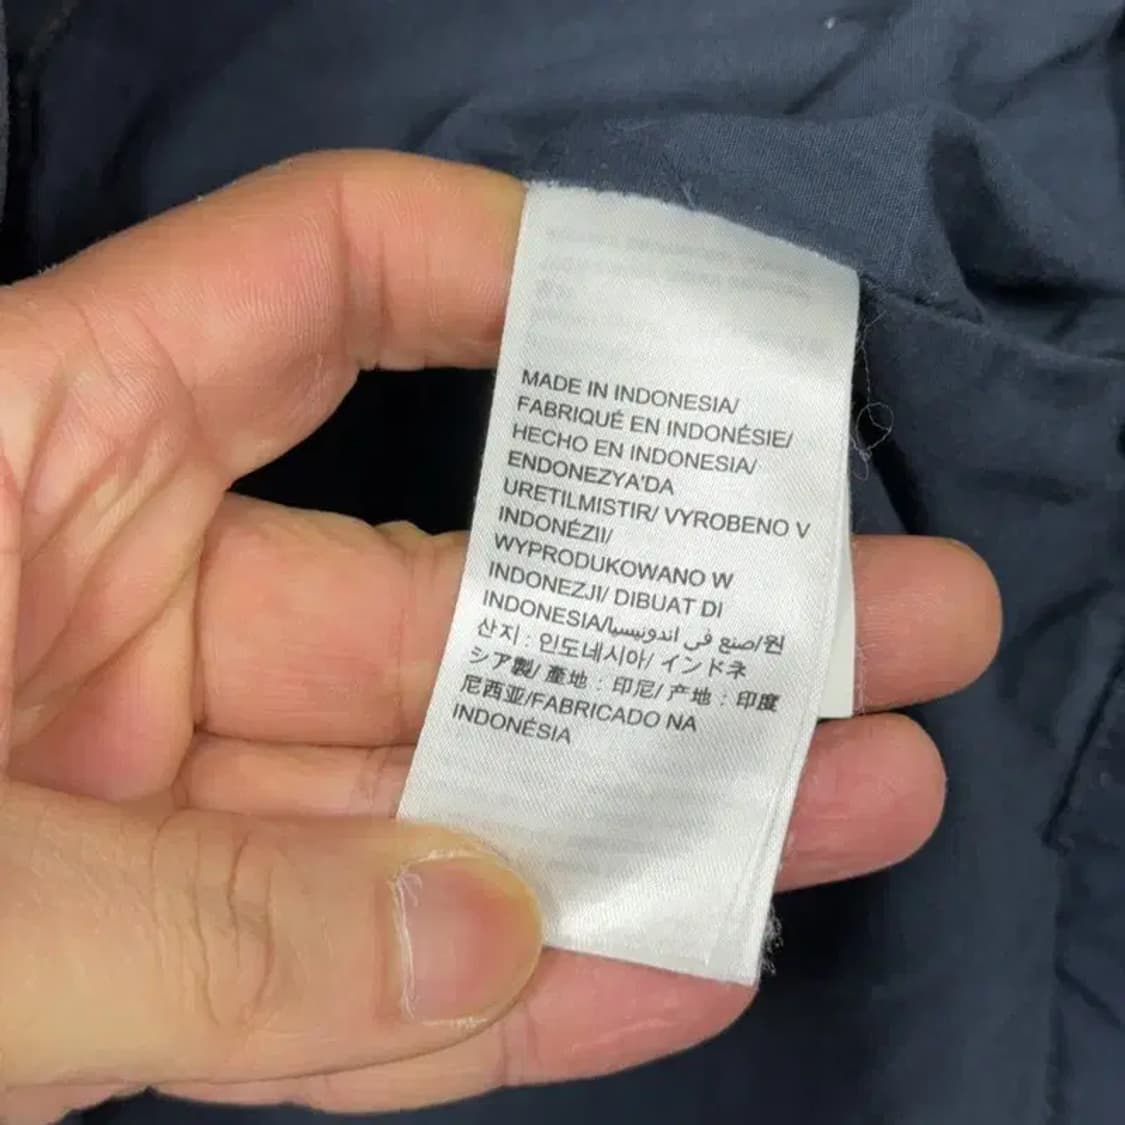 MADE IN INDONESIA/
FABRIQUÉ EN INDONÉSIE/
HECHO EN INDONESIA/
ENDONEZYA'DA
URETILMISTIR/ VYROBENO V
INDONÉZII/
WYPRODUKOWANO W
INDONEZJI/ DIBUAT DI
INDONESIA/صنع في اندونيسيا/원
산지 : 인도네시아/ インドネ
シア製/ 產地 : 印尼/ 产地 : 印度
尼西亚/FABRICADO NA
INDONÉSIA